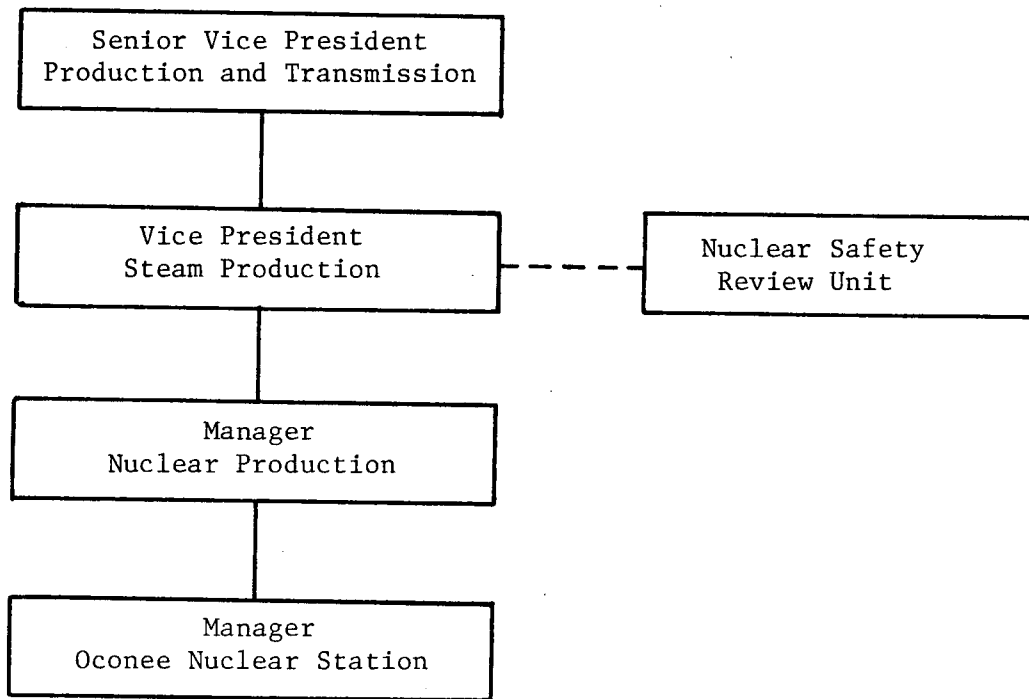 Senior Vice President
Production and Transmission
Vice President
Steam Production
Nuclear Safety
Review Unit
Manager
Nuclear Production
Manager
Oconee Nuclear Station